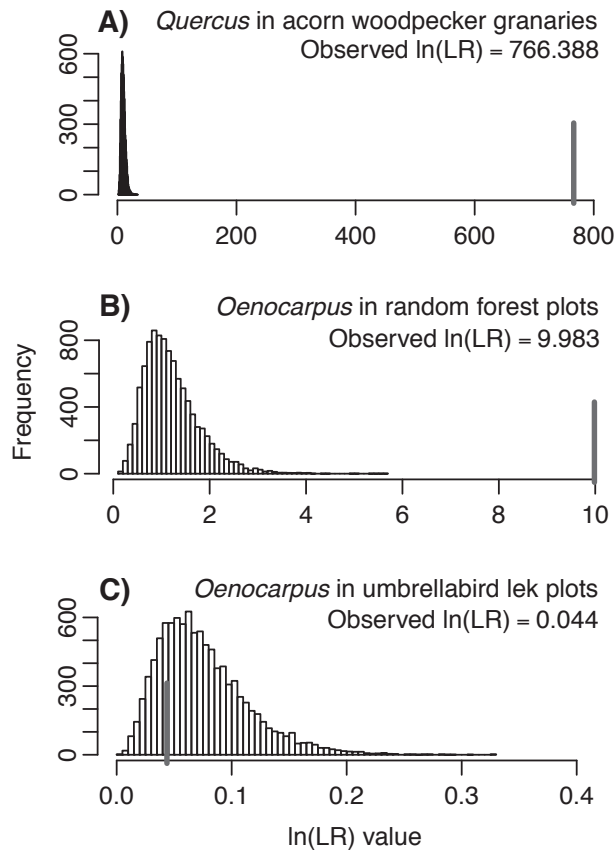 A) Quercus in acorn woodpecker granaries
Observed ln(LR) = 766.388
600
300
0
0 200 400 600 800
B) Oenocarpus in random forest plots
Observed ln(LR) = 9.983
Frequency
800
400
0
0 2 4 6 8 10
C) Oenocarpus in umbrellabird lek plots
Observed ln(LR) = 0.044
600
300
0
0.0 0.1 0.2 0.3 0.4
ln(LR) value